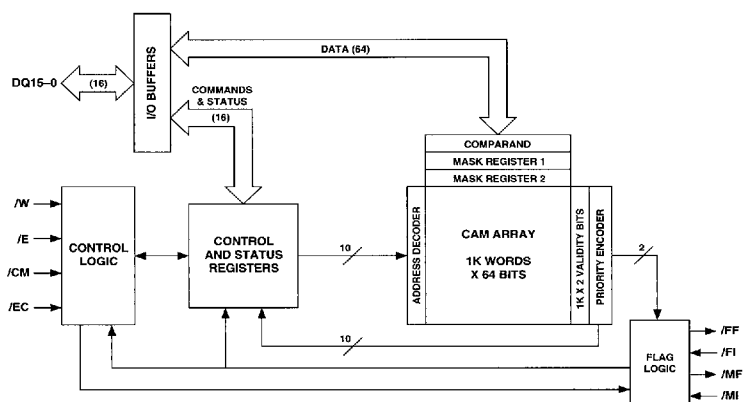 DATA (64)
DQ15–0
(16)
I/O BUFFERS
COMMANDS
& STATUS
(16)
COMPARAND
MASK REGISTER 1
MASK REGISTER 2
/W
/E
/CM
/EC
CONTROL
LOGIC
CONTROL
AND STATUS
REGISTERS
10
ADDRESS DECODER
CAM ARRAY
1K WORDS
X 64 BITS
1K X 2 VALIDITY BITS
PRIORITY ENCODER
2
10
FLAG
LOGIC
/FF
/FI
/MF
/MI